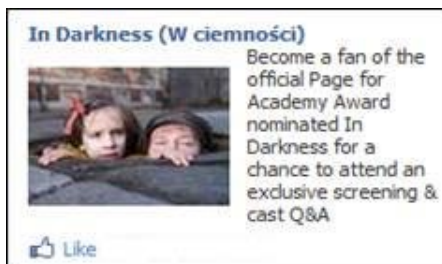 In Darkness (W ciemności)
Become a fan of the
official Page for
Academy Award
nominated In
Darkness for a
chance to attend an
exclusive screening &
cast Q&A
Like